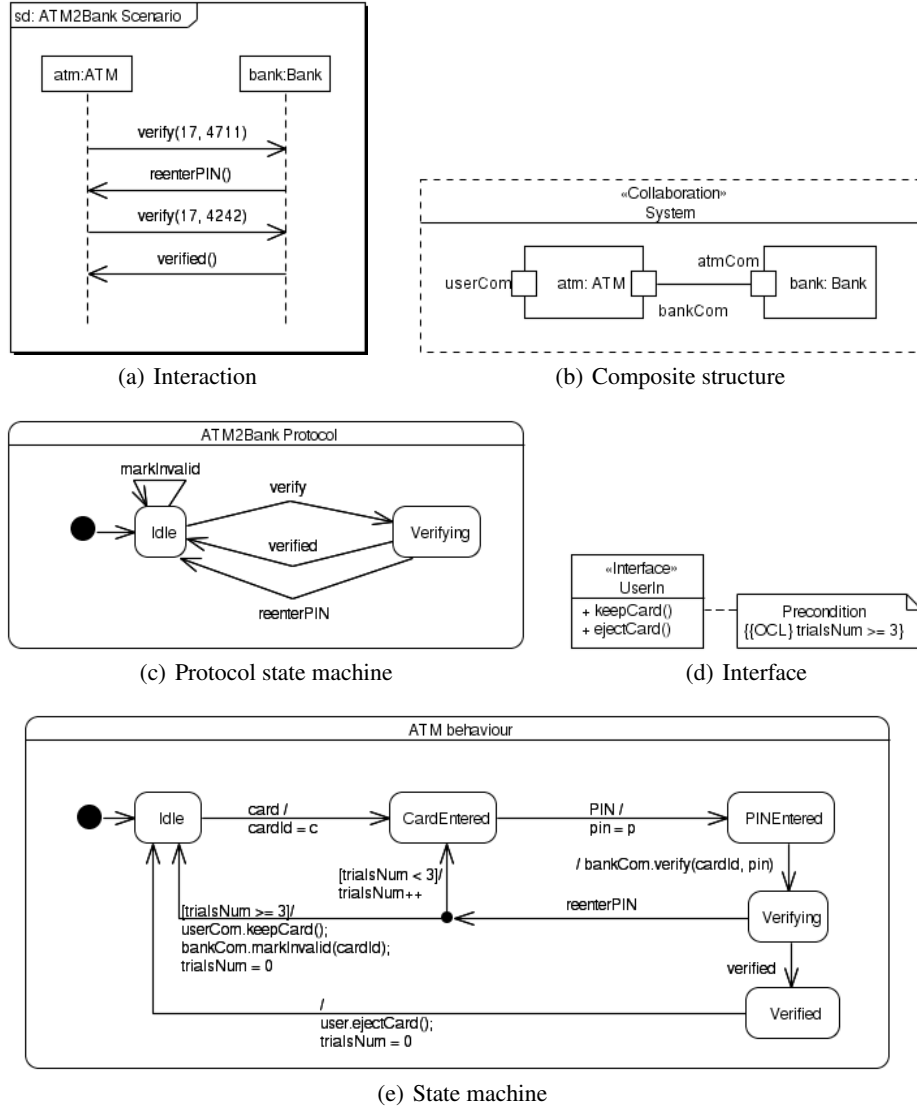 sd: ATM2Bank Scenario
atm:ATM
bank:Bank
verify(17, 4711)
reenterPIN()
verify(17, 4242)
verified()
(a) Interaction
«Collaboration»
System
atmCom
userCom
atm: ATM
bank: Bank
bankCom
(b) Composite structure
ATM2Bank Protocol
markInvalid
verify
Idle
verified
Verifying
reenterPIN
(c) Protocol state machine
«Interface»
UserIn
+ keepCard()
+ ejectCard()
Precondition
{{OCL} trialsNum >= 3}
(d) Interface
ATM behaviour
Idle
card /
cardId = c
CardEntered
PIN /
pin = p
PINEntered
/ bankCom.verify(cardId, pin)
[trialsNum < 3]/
trialsNum++
reenterPIN
Verifying
[trialsNum >= 3]/
userCom.keepCard();
bankCom.markInvalid(cardId);
trialsNum = 0
verified
Verified
/
user.ejectCard();
trialsNum = 0
(e) State machine